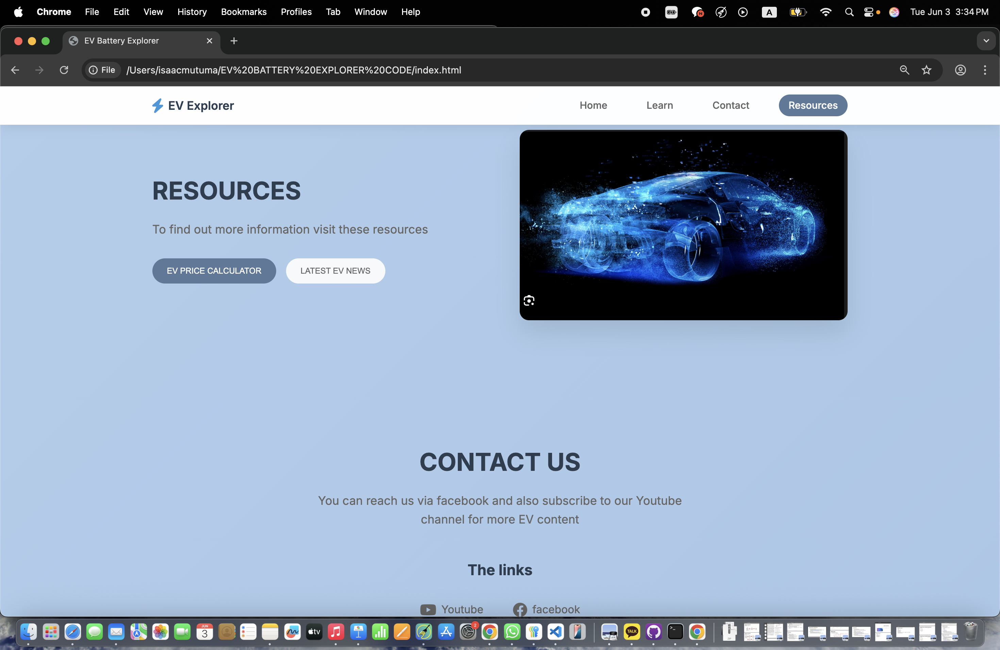 Chrome File Edit View History Bookmarks Profiles Tab Window Help
N A Tue Jun 3 3:34 PM
EV Battery Explorer
File /Users/isaacmutuma/EV%20BATTERY%20EXPLORER%20CODE/index.html
EV Explorer Home Learn Contact Resources
RESOURCES
To find out more information visit these resources
EV PRICE CALCULATOR LATEST EV NEWS
CONTACT US
You can reach us via facebook and also subscribe to our Youtube
channel for more EV content
The links
Youtube facebook
JUN
3 tv 2 TALK >_ ZIP